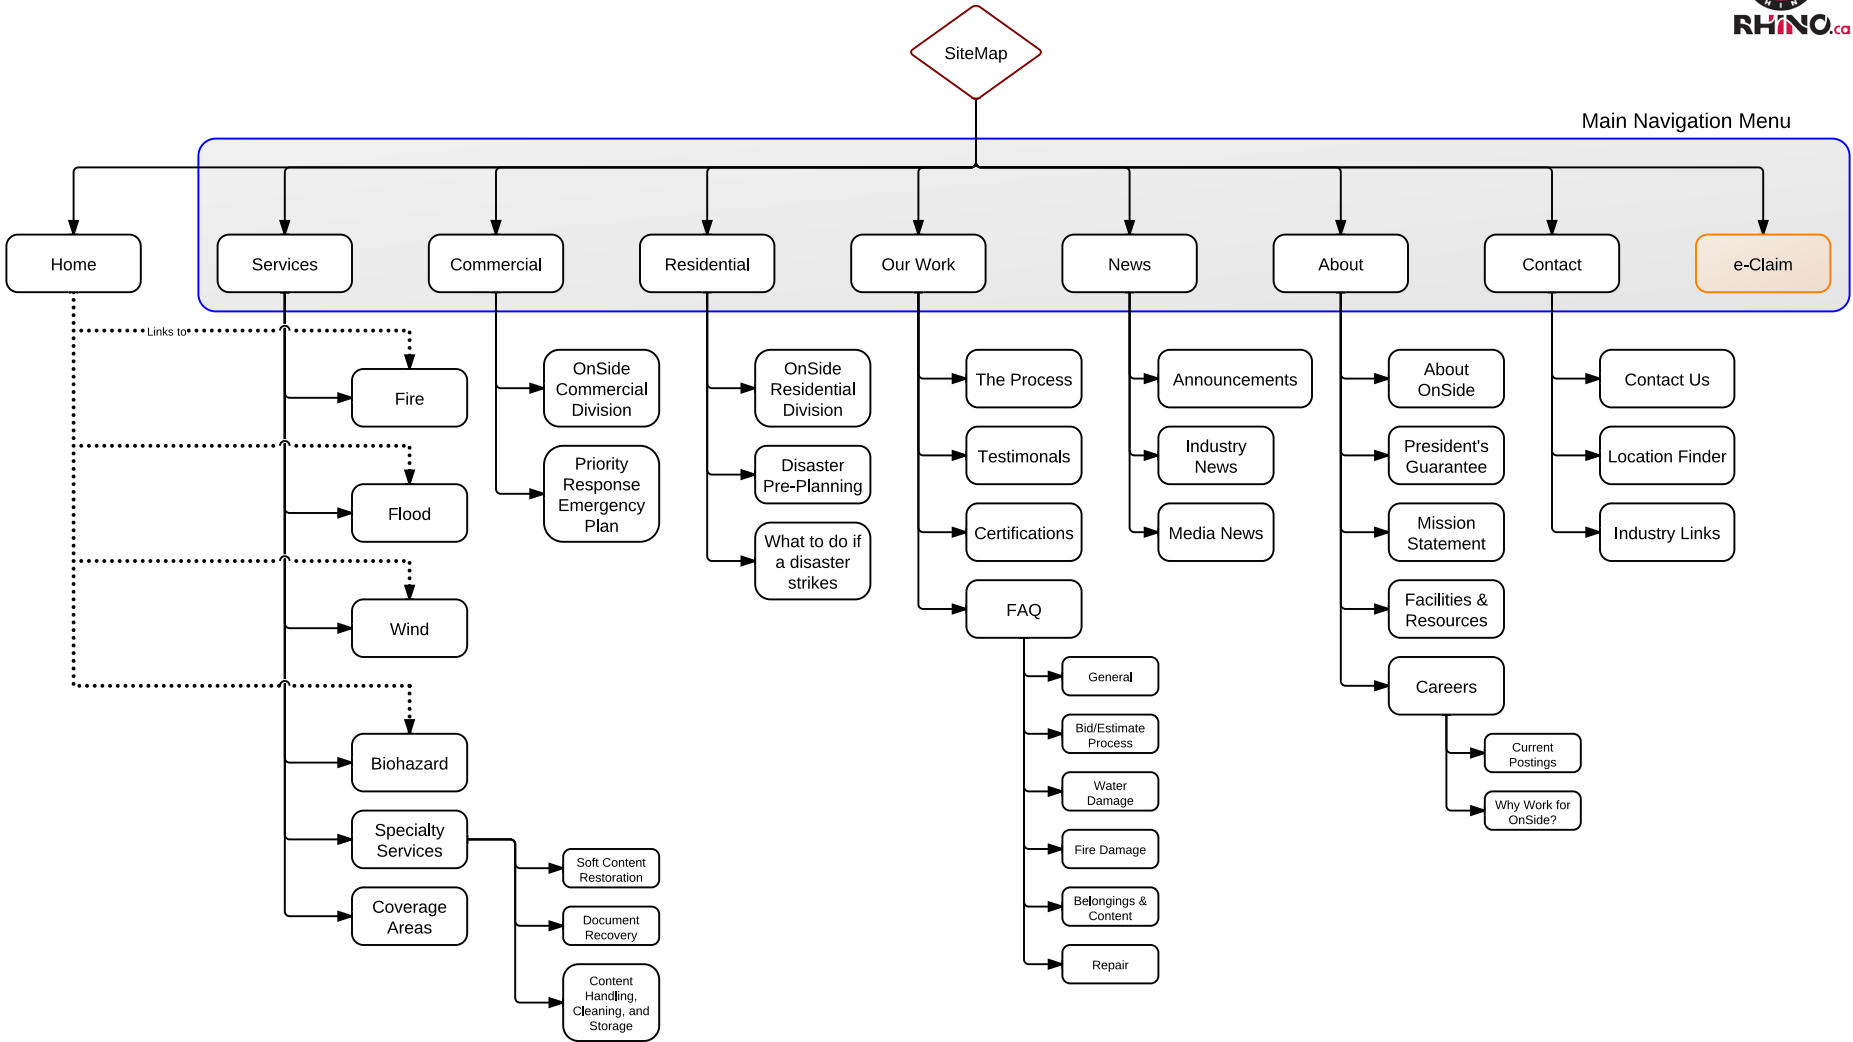 HIN
RHINO.ca
SiteMap
Main Navigation Menu
Home
Services
Commercial
Residential
Our Work
News
About
Contact
e-Claim
Links to
Fire
Flood
Wind
Biohazard
Specialty
Services
Coverage
Areas
Soft Content
Restoration
Document
Recovery
Content
Handling,
Cleaning, and
Storage
OnSide
Commercial
Division
Priority
Response
Emergency
Plan
OnSide
Residential
Division
Disaster
Pre-Planning
What to do if
a disaster
strikes
The Process
Testimonals
Certifications
FAQ
General
Bid/Estimate
Process
Water
Damage
Fire Damage
Belongings &
Content
Repair
Announcements
Industry
News
Media News
About
OnSide
President's
Guarantee
Mission
Statement
Facilities &
Resources
Careers
Current
Postings
Why Work for
OnSide?
Contact Us
Location Finder
Industry Links